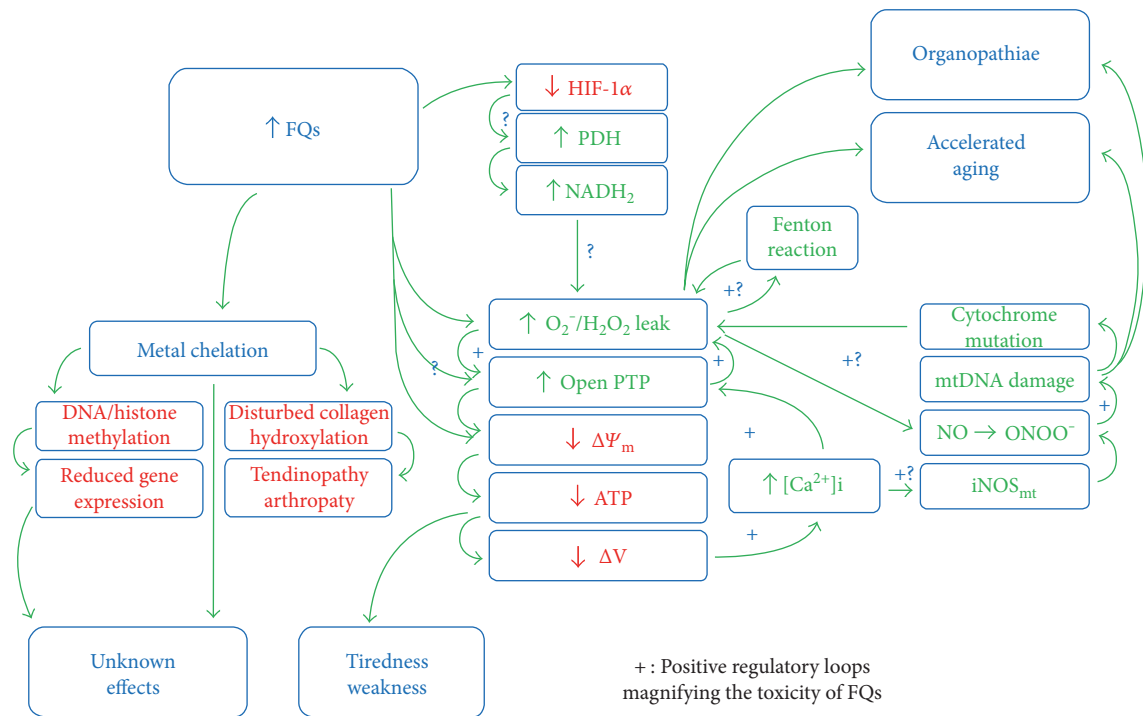 ↑ FQs
↓ HIF-1α
?
↑ PDH
↑ NADH₂
?
Organopathiae
Accelerated
aging
Fenton
reaction
+?
↑ O₂⁻/H₂O₂ leak
+
?
↑ Open PTP
+
↓ ΔΨₘ
↓ ATP
↓ ΔV
+
+
↑ [Ca²⁺]i
+?
+?
Cytochrome
mutation
mtDNA damage
+
NO → ONOO⁻
iNOSₘₜ
Metal chelation
DNA/histone
methylation
Reduced gene
expression
Disturbed collagen
hydroxylation
Tendinopathy
arthropaty
Unknown
effects
Tiredness
weakness
+ : Positive regulatory loops
magnifying the toxicity of FQs